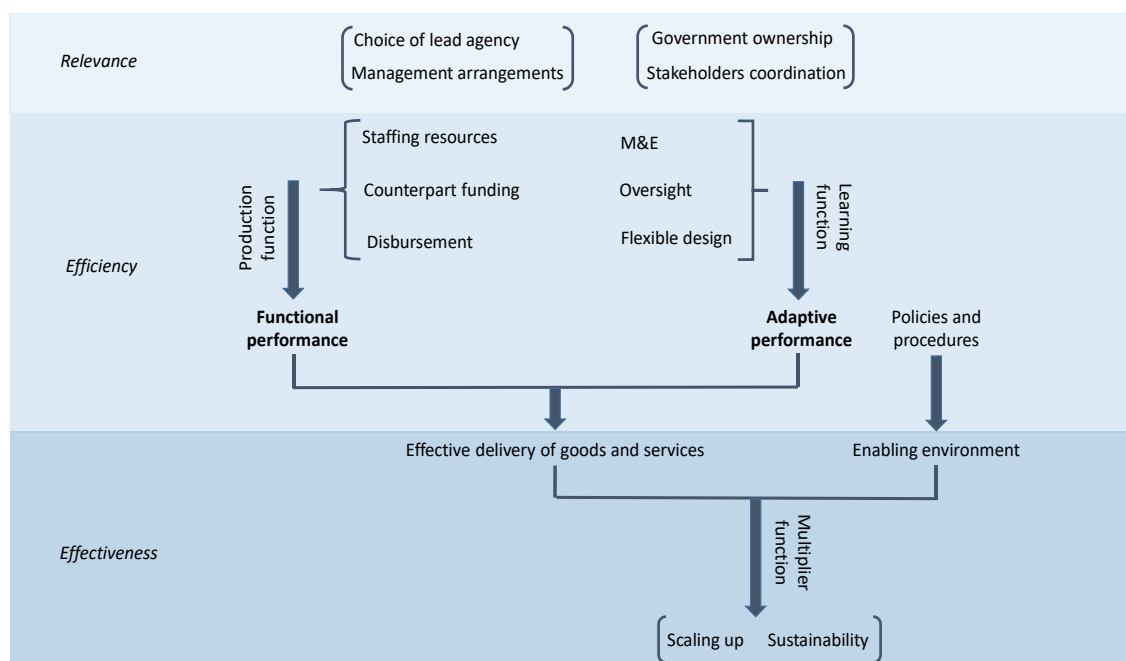 Relevance
Choice of lead agency
Management arrangements
Government ownership
Stakeholders coordination
Efficiency
Production
function
Staffing resources
Counterpart funding
Disbursement
M&E
Oversight
Flexible design
Learning
function
Functional
performance
Adaptive
performance
Policies and
procedures
Effectiveness
Effective delivery of goods and services
Enabling environment
Multiplier
function
Scaling up
Sustainability